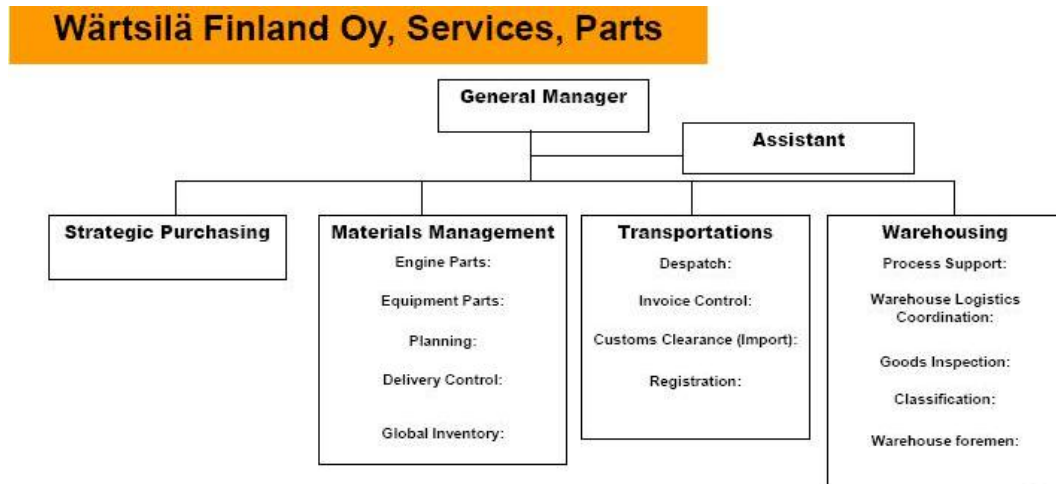 Wärtsilä Finland Oy, Services, Parts
General Manager
Assistant
Strategic Purchasing
Materials Management
Engine Parts:
Equipment Parts:
Planning:
Delivery Control:
Global Inventory:
Transportations
Despatch:
Invoice Control:
Customs Clearance (Import):
Registration:
Warehousing
Process Support:
Warehouse Logistics
Coordination:
Goods Inspection:
Classification:
Warehouse foremen: